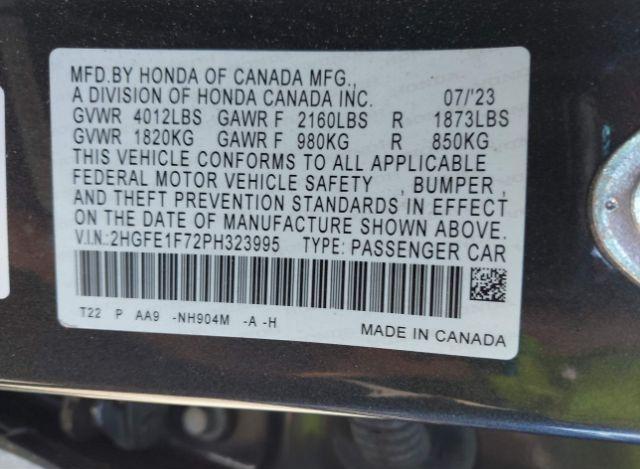 MFD.BY HONDA OF CANADA MFG.,
A DIVISION OF HONDA CANADA INC. 07/'23
GVWR 4012LBS GAWR F 2160LBS R 1873LBS
GVWR 1820KG GAWR F 980KG R 850KG
THIS VEHICLE CONFORMS TO ALL APPLICABLE
FEDERAL MOTOR VEHICLE SAFETY , BUMPER ,
AND THEFT PREVENTION STANDARDS IN EFFECT
ON THE DATE OF MANUFACTURE SHOWN ABOVE.
V.I.N.:2HGFE1F72PH323995 TYPE: PASSENGER CAR
T22 P AA9 -NH904M -A -H
MADE IN CANADA